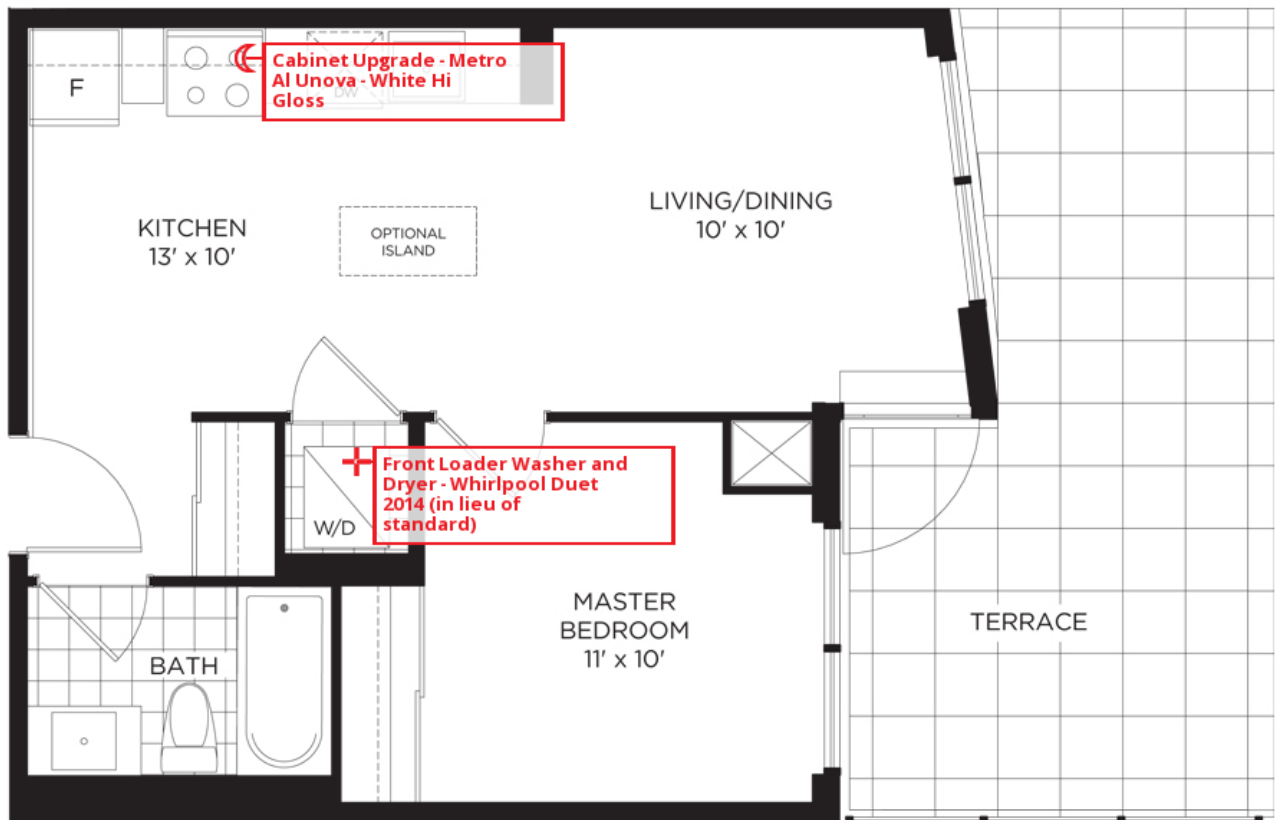 F
Cabinet Upgrade - Metro
Al Unova - White Hi
Gloss
DW
KITCHEN
13' x 10'
OPTIONAL
ISLAND
LIVING/DINING
10' x 10'
Front Loader Washer and
Dryer - Whirlpool Duet
2014 (in lieu of
standard)
W/D
MASTER
BEDROOM
11' x 10'
TERRACE
BATH